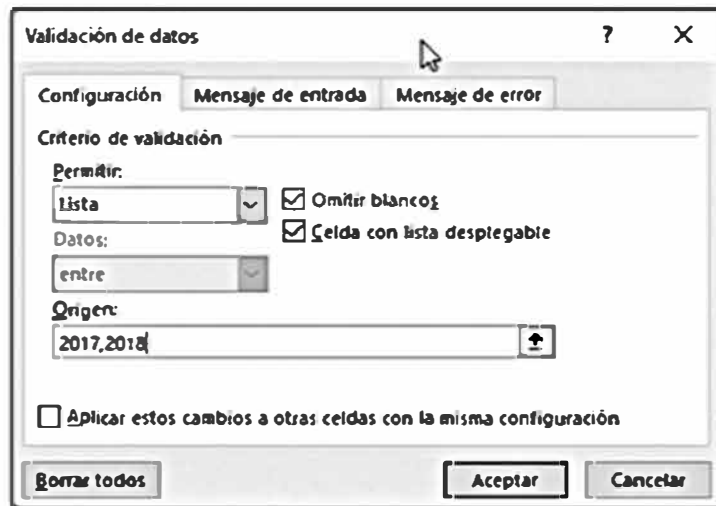 Validación de datos ? X
Configuración Mensaje de entrada Mensaje de error
Criterio de validación
Permitir:
Lista Omitir blancos
Celda con lista desplegable
Datos:
entre
Origen:
2017,2018
Aplicar estos cambios a otras celdas con la misma configuración
Borrar todos Aceptar Cancelar